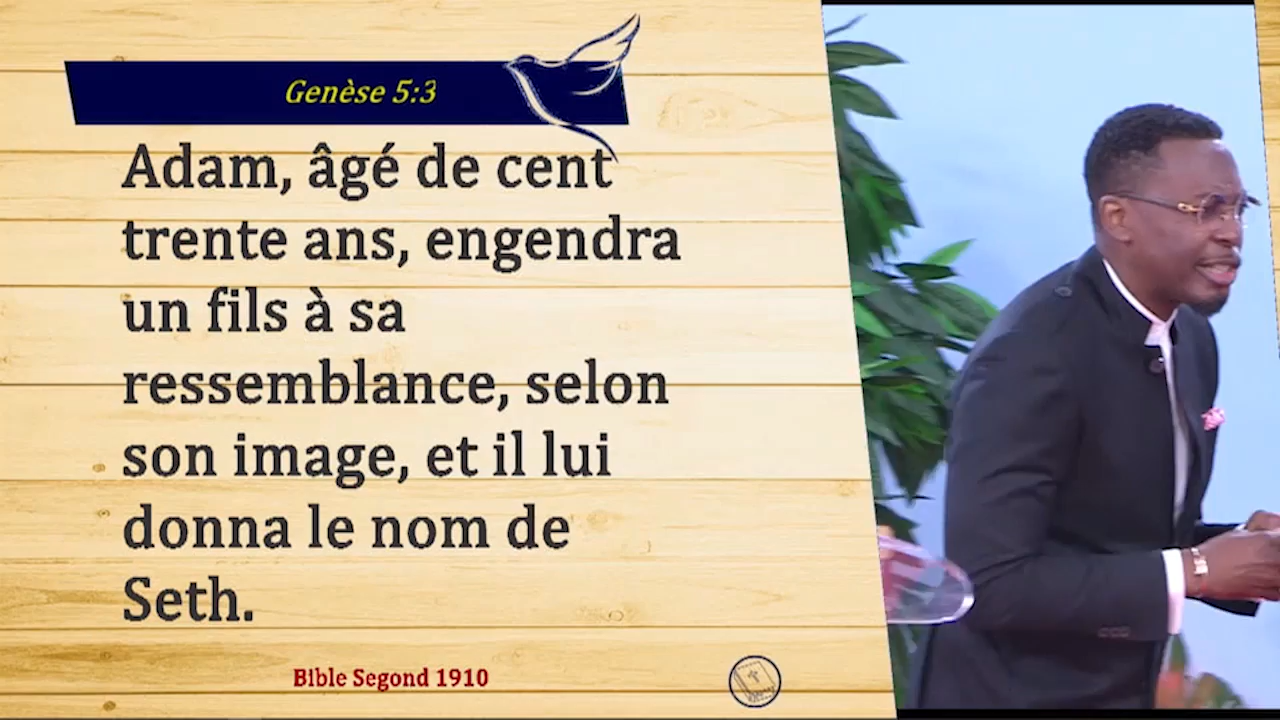 Genèse 5:3
Adam, âgé de cent
trente ans, engendra
un fils à sa
ressemblance, selon
son image, et il lui
donna le nom de
Seth.
Bible Segond 1910